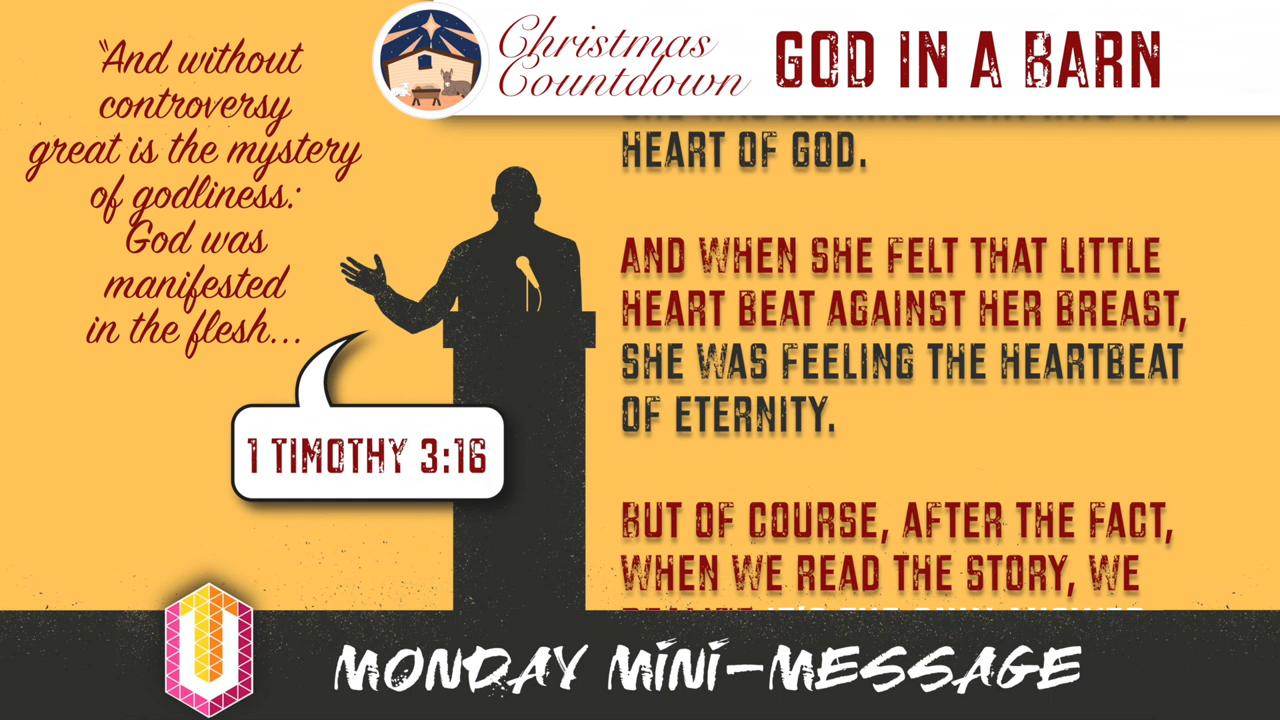 “And without
controversy
great is the mystery
of godliness:
God was
manifested
in the flesh...
1 TIMOTHY 3:16
Christmas
Countdown
GOD IN A BARN
HEART OF GOD.
AND WHEN SHE FELT THAT LITTLE
HEART BEAT AGAINST HER BREAST,
SHE WAS FEELING THE HEARTBEAT
OF ETERNITY.
BUT OF COURSE, AFTER THE FACT,
WHEN WE READ THE STORY, WE
U
MONDAY MINI-MESSAGE